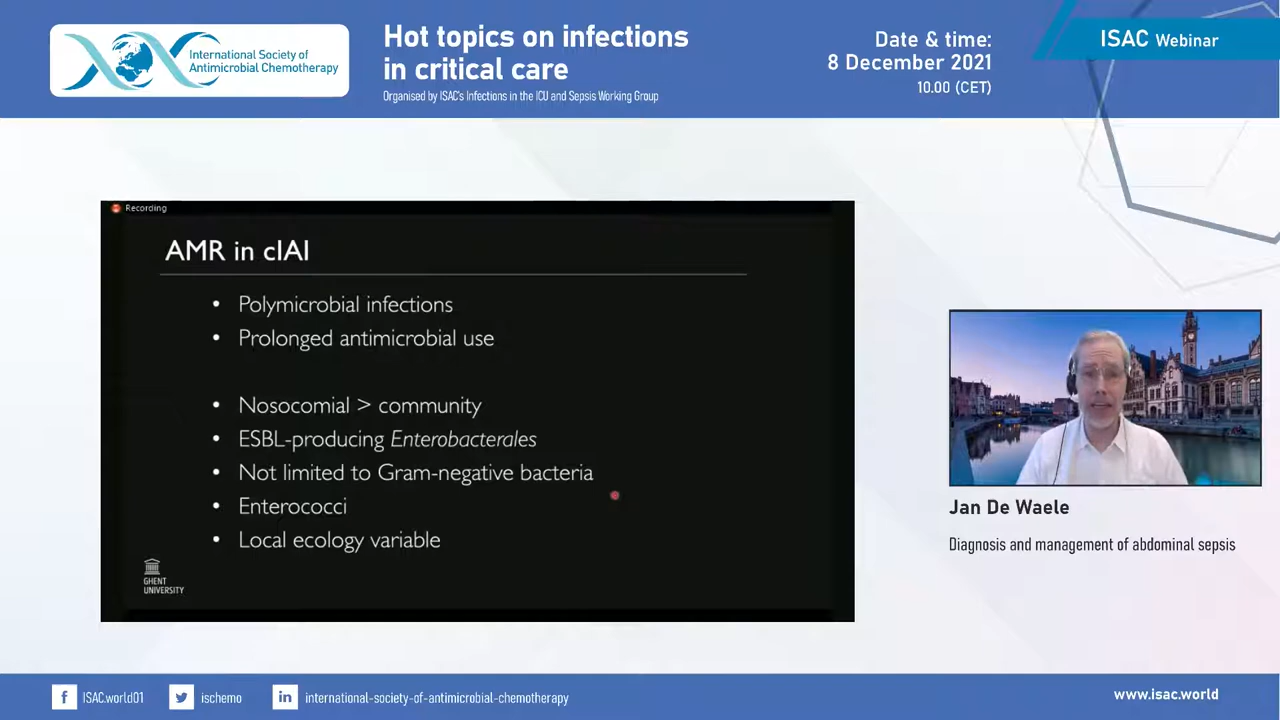 International Society of
Antimicrobial Chemotherapy
Hot topics on infections
in critical care
Organised by ISAC's Infections in the ICU and Sepsis Working Group
Date & time:
8 December 2021
10.00 (CET)
ISAC Webinar
Recording
AMR in cIAI
• Polymicrobial infections
• Prolonged antimicrobial use
• Nosocomial > community
• ESBL-producing Enterobacterales
• Not limited to Gram-negative bacteria
• Enterococci
• Local ecology variable
GHENT
UNIVERSITY
Jan De Waele
Diagnosis and management of abdominal sepsis
f ISAC.world01
ischemo
in international-society-of-antimicrobial-chemotherapy
www.isac.world